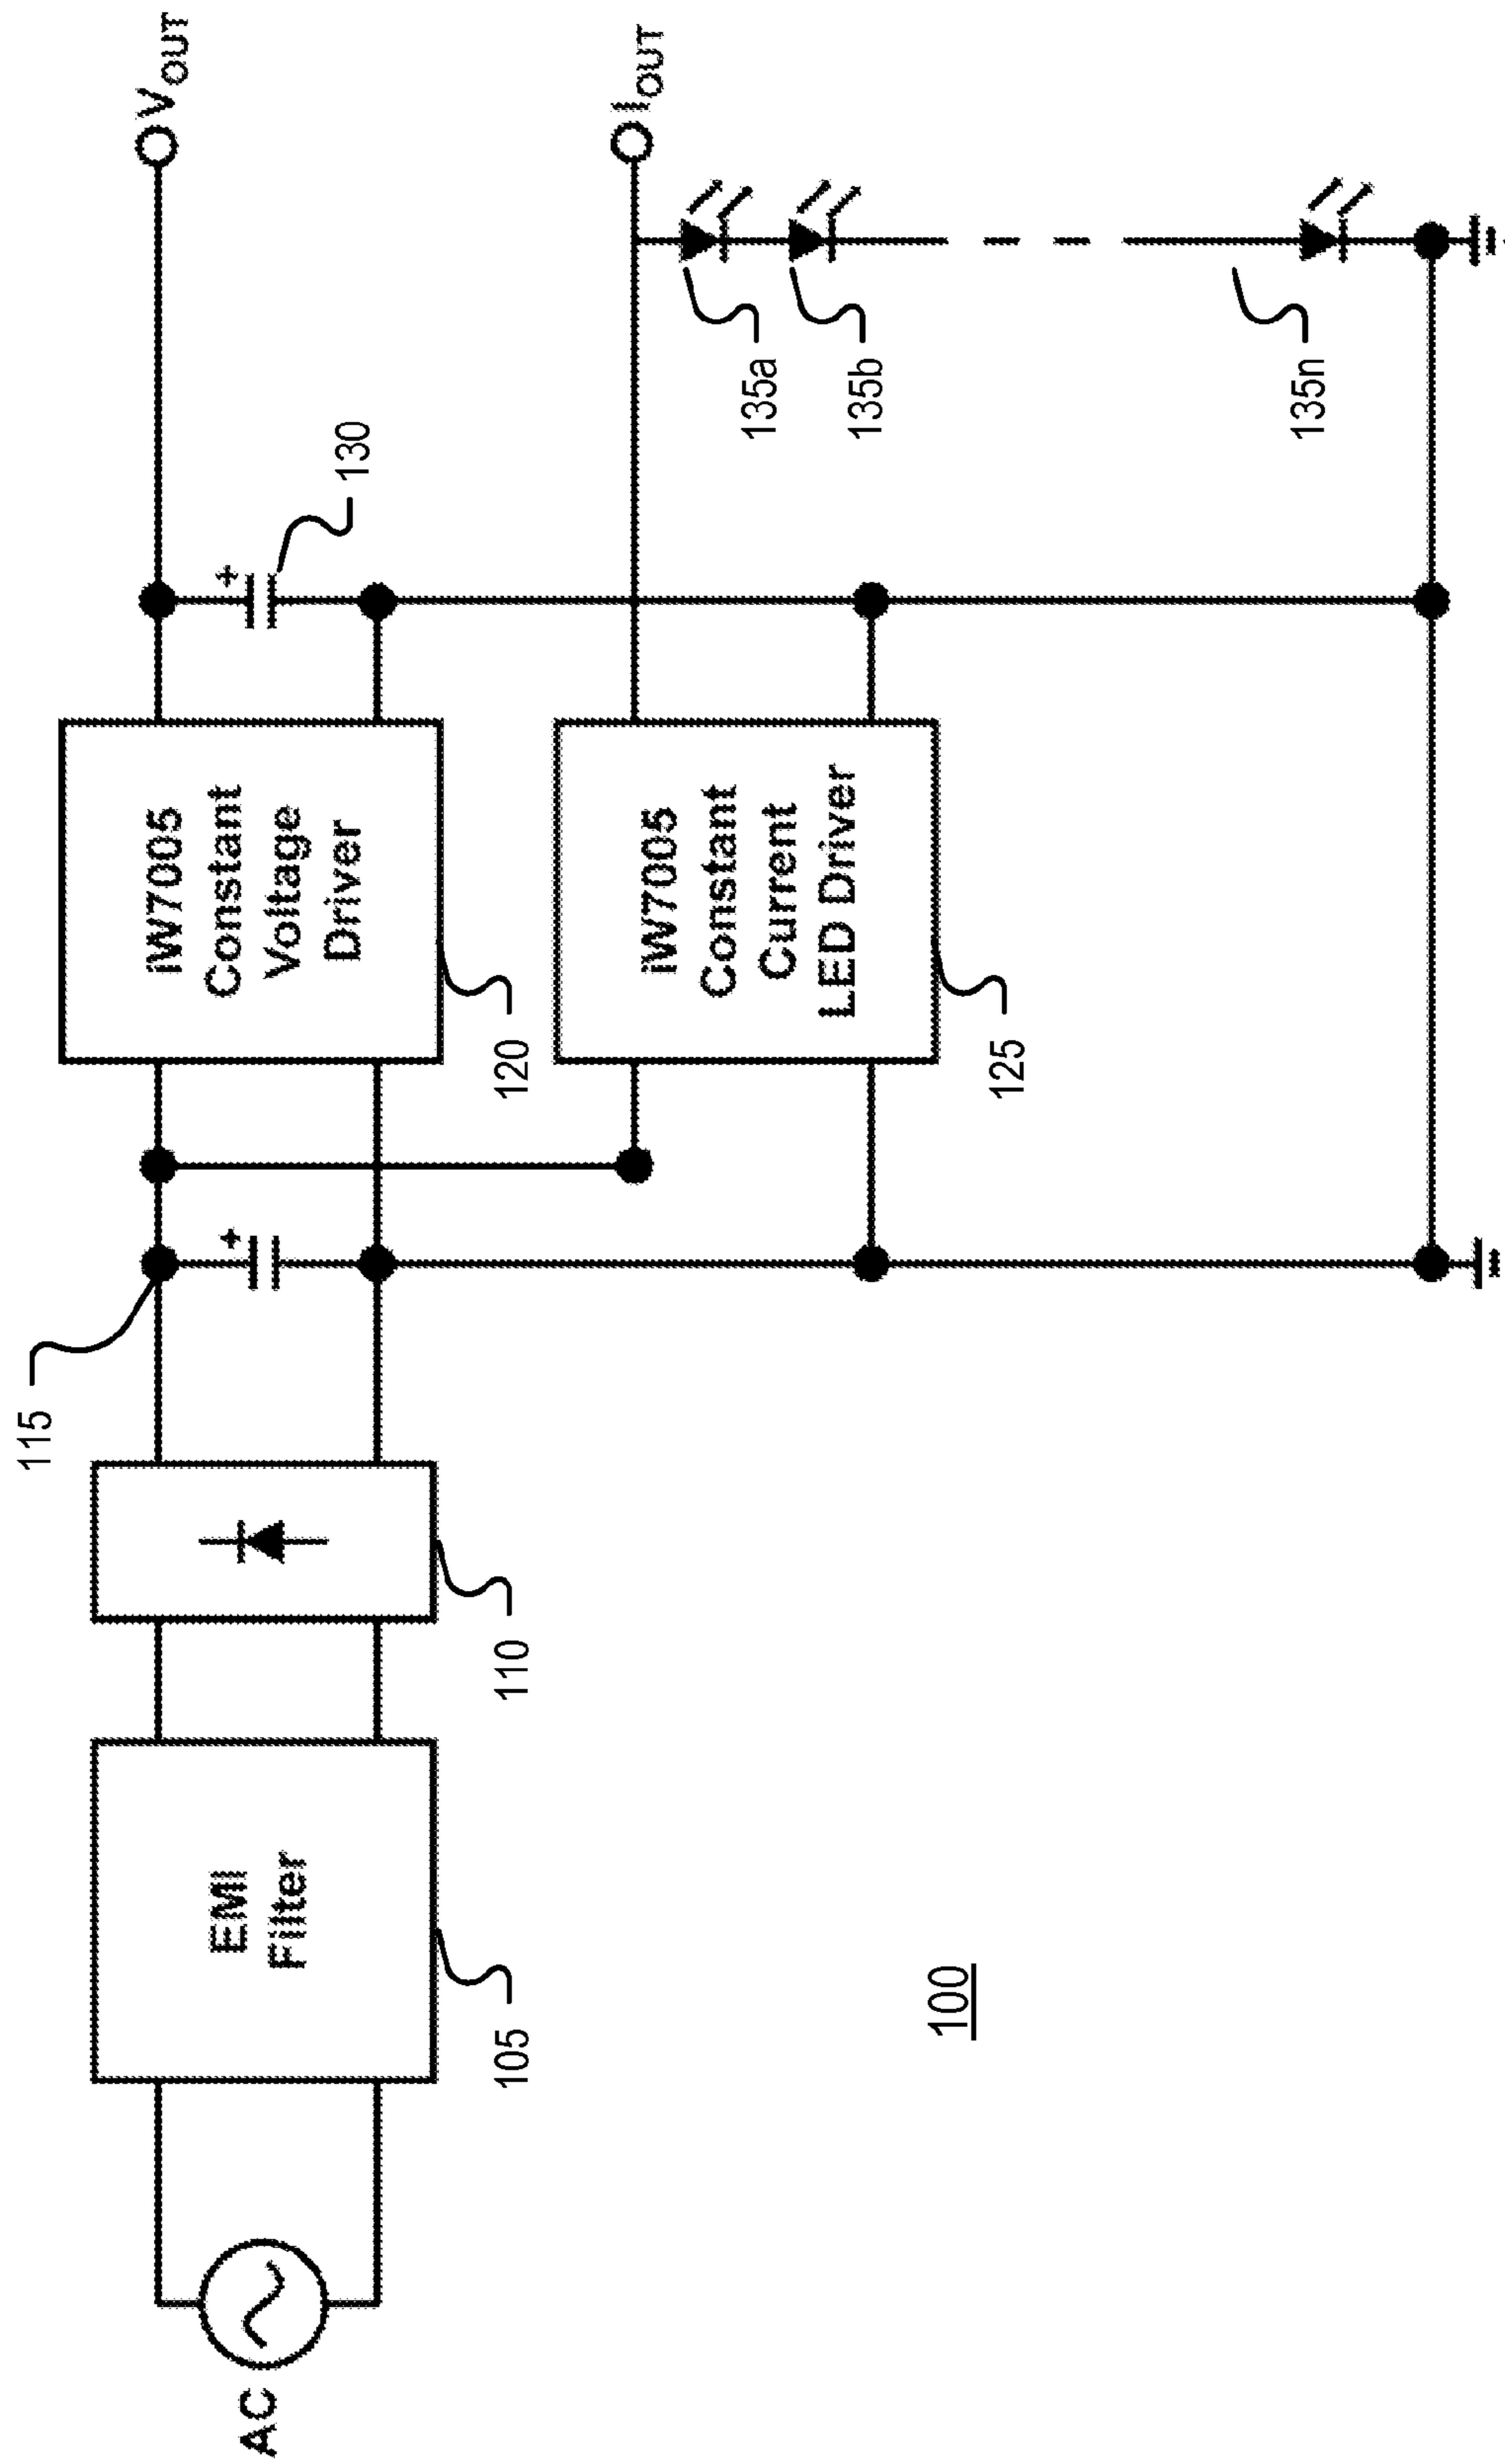 AC
EMI
Filter
105
110
115
iW7005
Constant
Voltage
Driver
120
iW7005
Constant
Current
LED Driver
125
130
VOUT
IOUT
135a
135b
135n
100